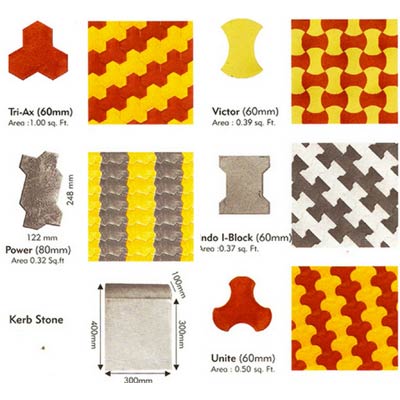 Tri-Ax (60mm)
Area :1.00 sq. Ft.
Victor (60mm)
Area : 0.39 sq. Ft.
248 mm
122 mm
Power (80mm)
Area 0.32 Sq.ft
ndo I-Block (60mm)
Area :0.37 sq. Ft.
Kerb Stone
100mm
400mm
300mm
300mm
Unite (60mm)
Area : 0.50 sq. Ft.